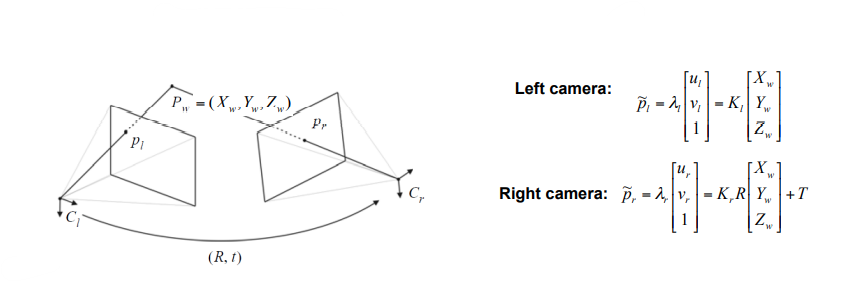 P_w = (X_w, Y_w, Z_w)
p_l
p_r
C_l
C_r
(R, t)
Left camera: p̃_l = λ_l [u_l v_l 1] = K_l [X_w Y_w Z_w]
Right camera: p̃_r = λ_r [u_r v_r 1] = K_r R [X_w Y_w Z_w] + T